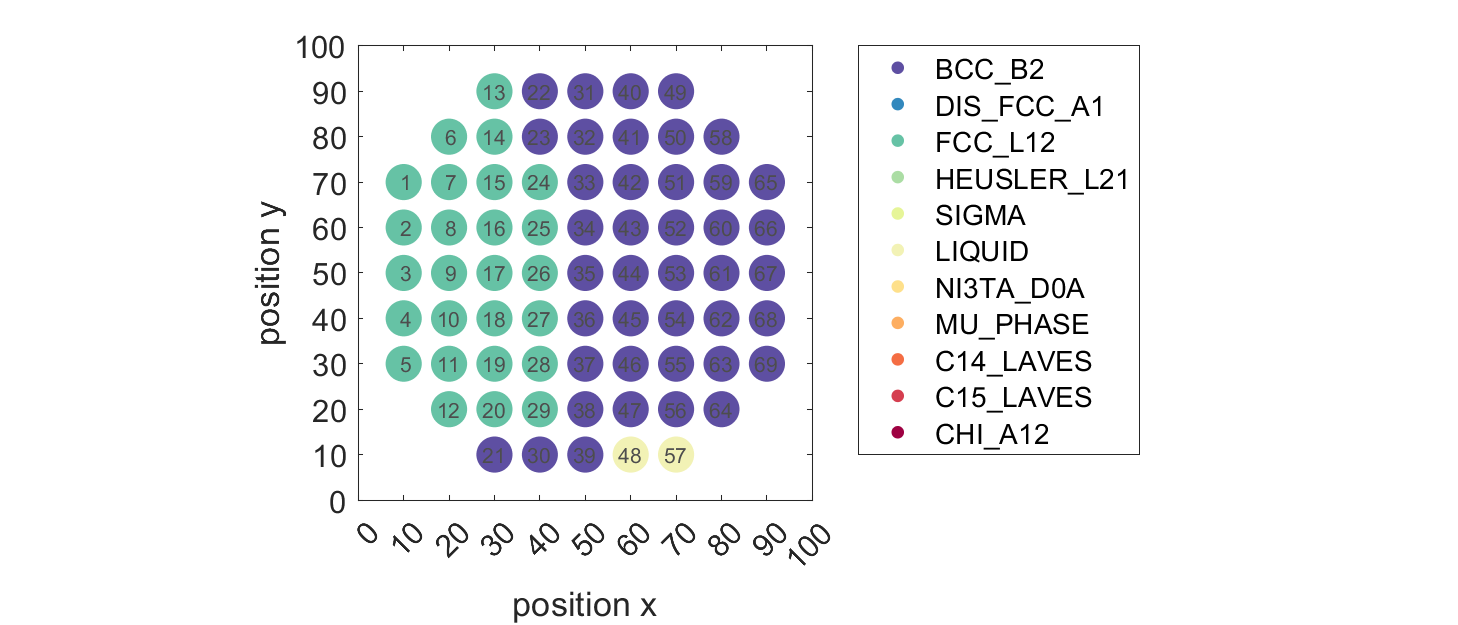 100
90
80
70
60
50
40
30
20
10
0
position y
13 22 31 40 49
6 14 23 32 41 50 58
1 7 15 24 33 42 51 59 65
2 8 16 25 34 43 52 60 66
3 9 17 26 35 44 53 61 67
4 10 18 27 36 45 54 62 68
5 11 19 28 37 46 55 63 69
12 20 29 38 47 56 64
21 30 39 48 57
0 10 20 30 40 50 60 70 80 90 100
position x
BCC_B2
DIS_FCC_A1
FCC_L12
HEUSLER_L21
SIGMA
LIQUID
NI3TA_D0A
MU_PHASE
C14_LAVES
C15_LAVES
CHI_A12